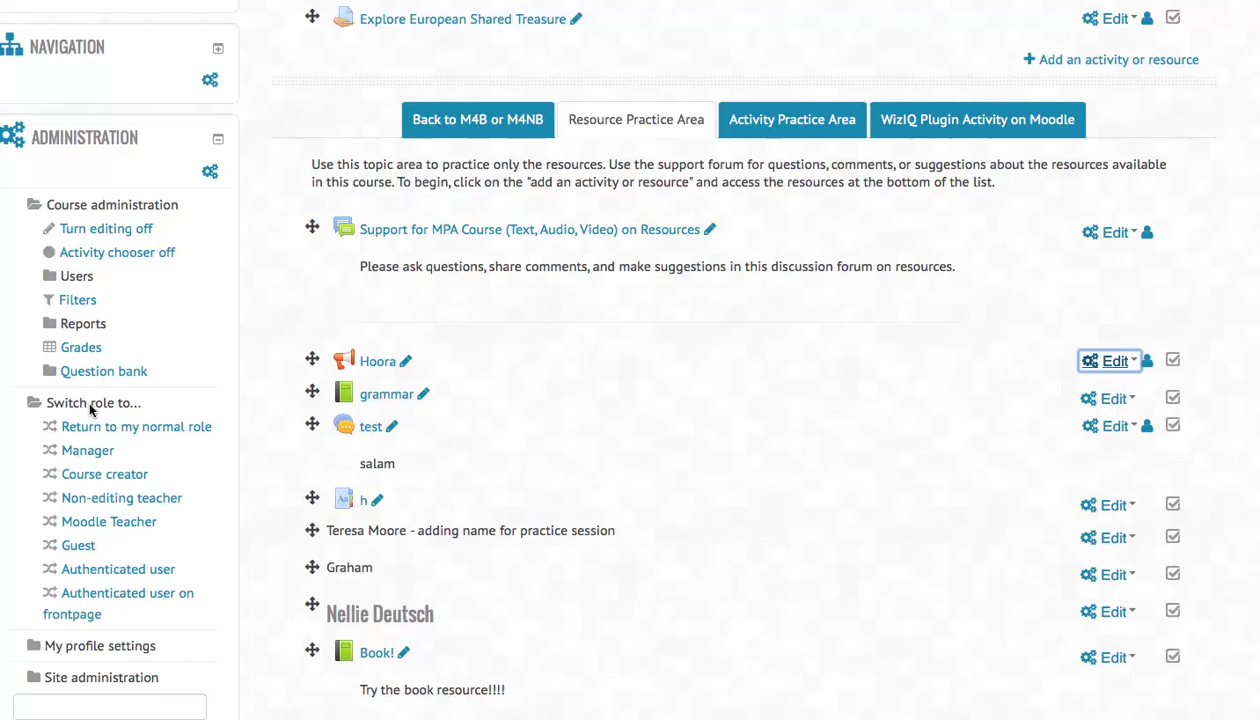 Explore European Shared Treasure
Edit
Add an activity or resource
NAVIGATION
ADMINISTRATION
Course administration
Turn editing off
Activity chooser off
Users
Filters
Reports
Grades
Question bank
Switch role to...
Return to my normal role
Manager
Course creator
Non-editing teacher
Moodle Teacher
Guest
Authenticated user
Authenticated user on
frontpage
My profile settings
Site administration
Back to M4B or M4NB
Resource Practice Area
Activity Practice Area
WizIQ Plugin Activity on Moodle
Use this topic area to practice only the resources. Use the support forum for questions, comments, or suggestions about the resources available
in this course. To begin, click on the "add an activity or resource" and access the resources at the bottom of the list.
Support for MPA Course (Text, Audio, Video) on Resources
Edit
Please ask questions, share comments, and make suggestions in this discussion forum on resources.
Hoora
Edit
grammar
Edit
test
Edit
salam
h
Edit
Teresa Moore - adding name for practice session
Edit
Graham
Edit
Nellie Deutsch
Edit
Book!
Edit
Try the book resource!!!!